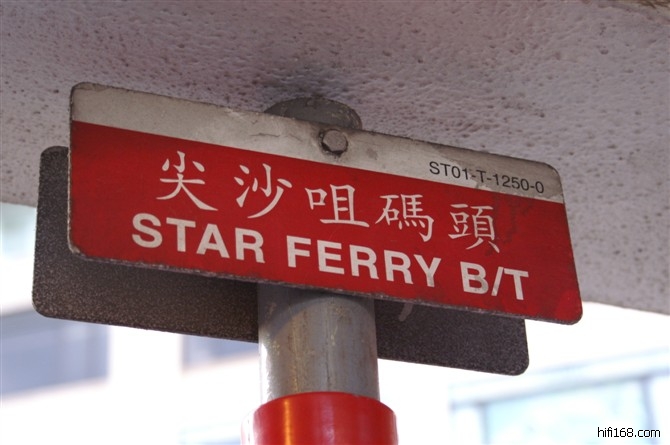 ST01-T-1250-0
尖沙咀碼頭
STAR FERRY B/T
hifi168.com